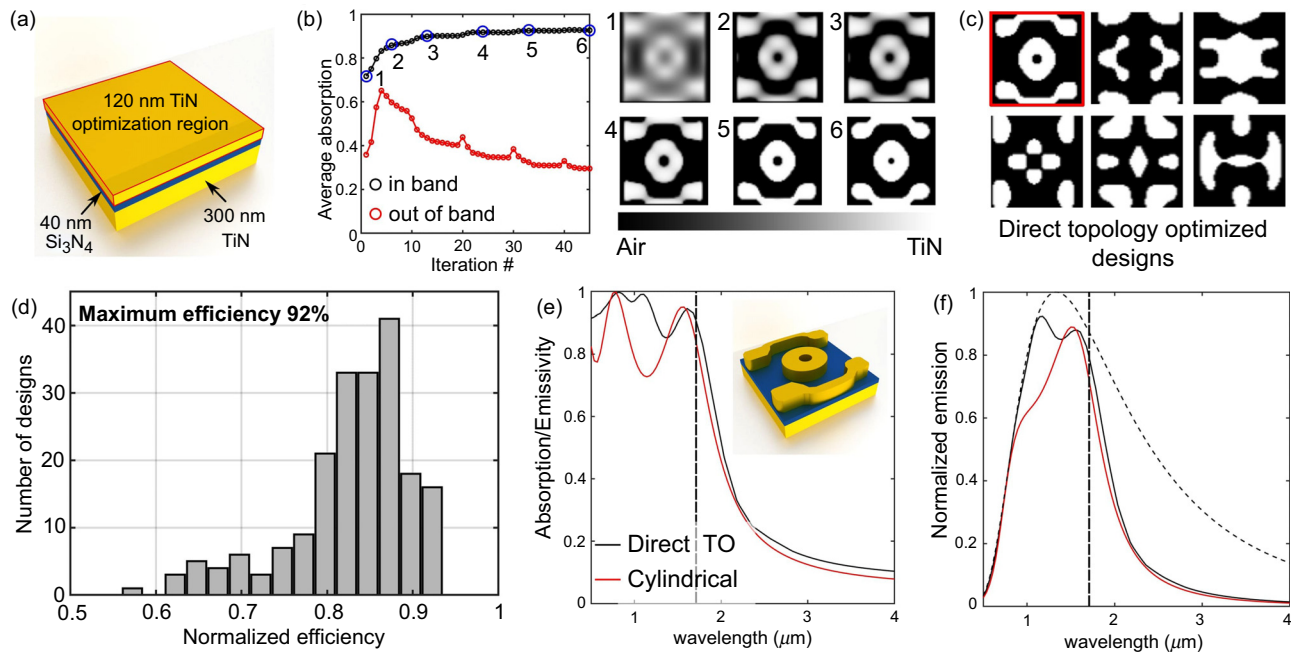 (a)
120 nm TiN
optimization region
40 nm
Si₃N₄
300 nm
TiN
(b)
Average absorption
1
0.8
0.6
0.4
0.2
0
0
10
20
30
40
Iteration #
1
2
3
4
5
6
in band
out of band
1
2
3
4
5
6
Air
TiN
(c)
Direct topology optimized
designs
(d)
Maximum efficiency 92%
Number of designs
40
30
20
10
0
0.5
0.6
0.7
0.8
0.9
1
Normalized efficiency
(e)
Absorption/Emissivity
1
0.8
0.6
0.4
0.2
0
1
2
3
4
wavelength (μm)
Direct TO
Cylindrical
(f)
Normalized emission
1
0.8
0.6
0.4
0.2
0
1
2
3
4
wavelength (μm)